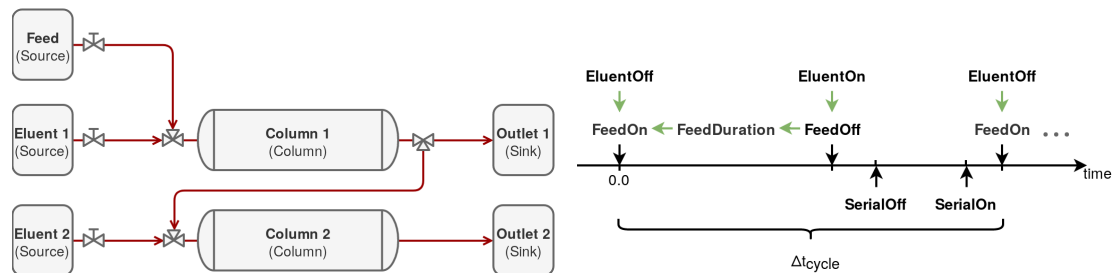 Feed
(Source)
Eluent 1
(Source)
Column 1
(Column)
Outlet 1
(Sink)
Eluent 2
(Source)
Column 2
(Column)
Outlet 2
(Sink)
EluentOff
EluentOn
EluentOff
FeedOn
FeedDuration
FeedOff
FeedOn
...
0.0
time
SerialOff
SerialOn
Δtcycle